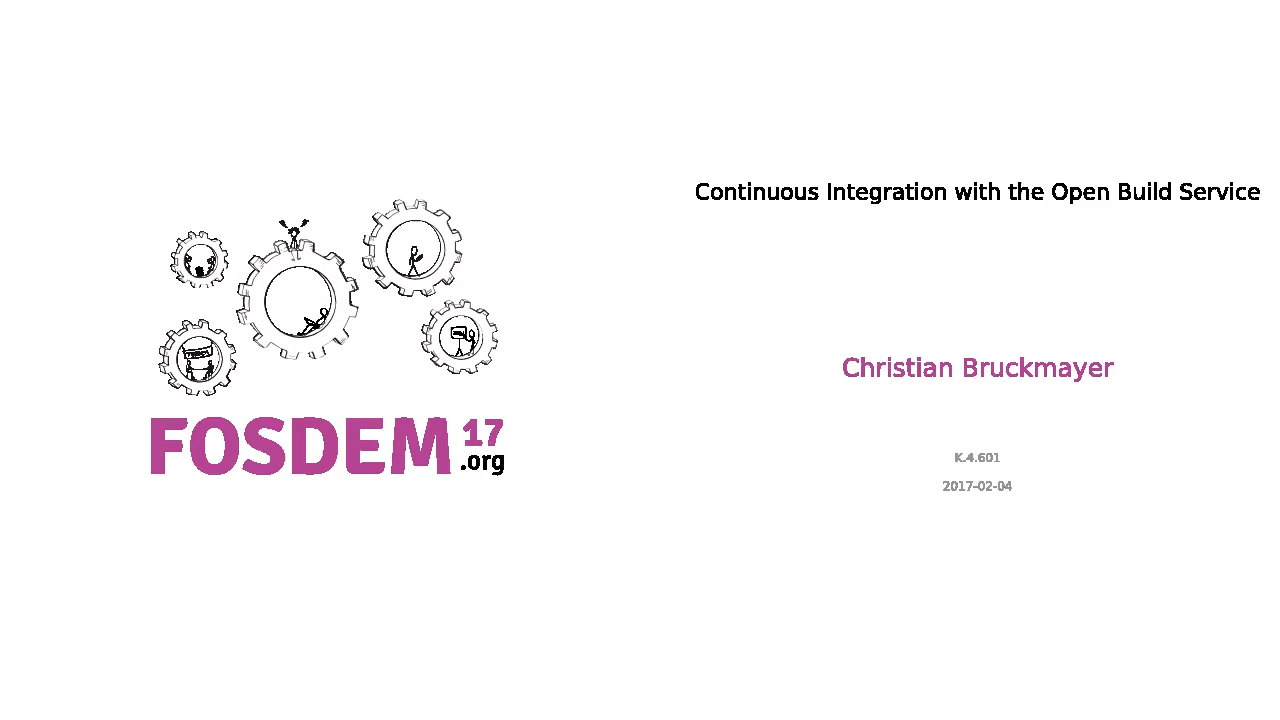 FOSDEM 17
.org
Continuous Integration with the Open Build Service
Christian Bruckmayer
K.4.601
2017-02-04